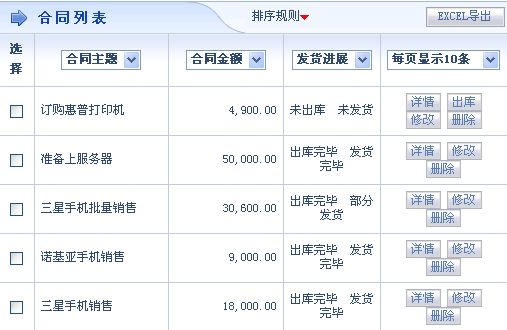 合同列表 排序规则 EXCEL导出
选择 合同主题 合同金额 发货进展 每页显示10条
订购惠普打印机 4,900.00 未出库 未发货 详情 出库
修改 删除
准备上服务器 50,000.00 出库完毕 发货完毕 详情 修改
删除
三星手机批量销售 30,600.00 出库完毕 部分发货 详情 修改
删除
诺基亚手机销售 9,000.00 出库完毕 发货完毕 详情 修改
删除
三星手机销售 18,000.00 出库完毕 发货完毕 详情 修改
删除